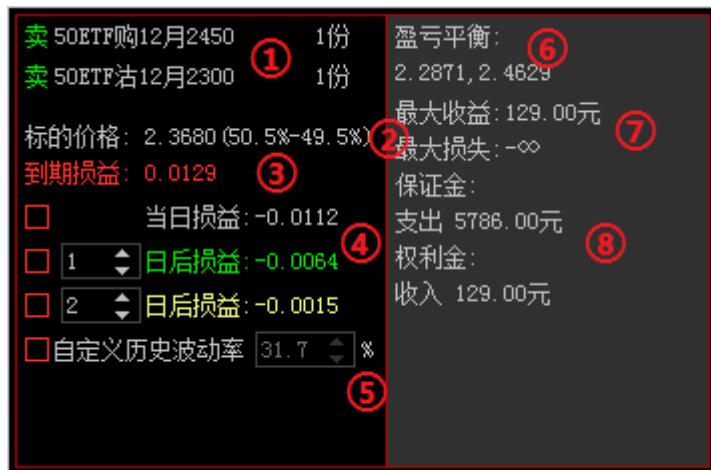 卖 50ETF购12月2450 1份
①
卖 50ETF沽12月2300 1份
标的价格: 2.3680(50.5%-49.5%)
②
到期损益: 0.0129
③
当日损益:-0.0112
④
1 日后损益:-0.0064
2 日后损益:-0.0015
自定义历史波动率 31.7 %
⑤
盈亏平衡:
⑥
2.2871,2.4629
最大收益:129.00元
⑦
最大损失:-∞
保证金:
支出 5786.00元
⑧
权利金:
收入 129.00元